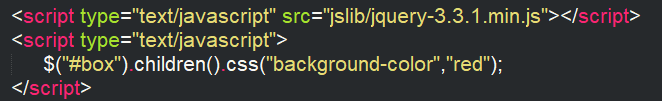 <script type="text/javascript" src="jslib/jquery-3.3.1.min.js"></script>
<script type="text/javascript">
$("#box").children().css("background-color","red");
</script>